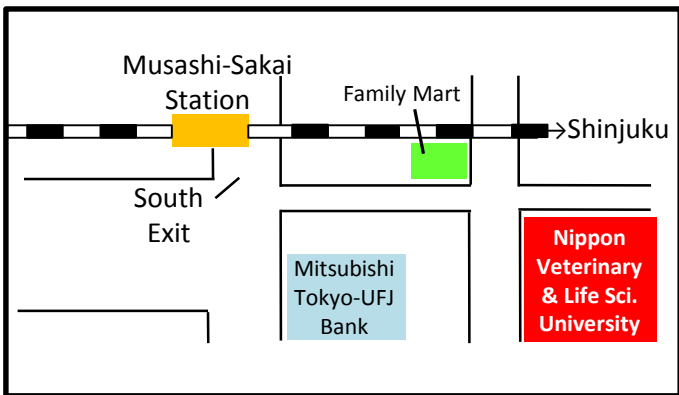 Musashi-Sakai
Station
Family Mart
→Shinjuku
South
Exit
Mitsubishi
Tokyo-UFJ
Bank
Nippon
Veterinary
& Life Sci.
University